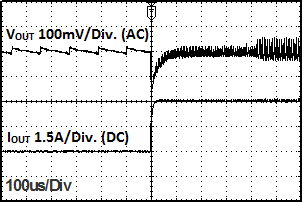 VOUT 100mV/Div. (AC)
IOUT 1.5A/Div. (DC)
100us/Div